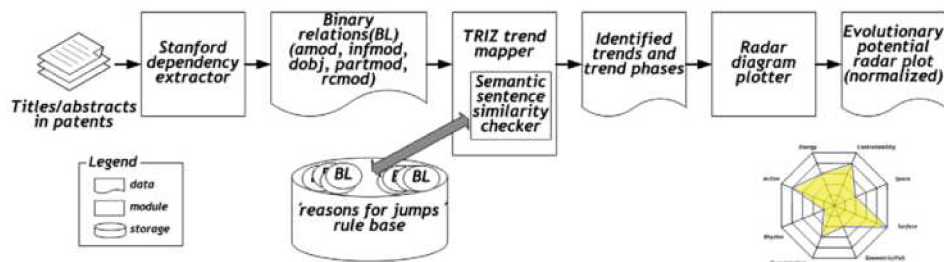 Titles/abstracts
in patents
Stanford
dependency
extractor
Binary
relations(BL)
(amod, infmod,
dobj, partmod,
rcmod)
TRIZ trend
mapper
Semantic
sentence
similarity
checker
Identified
trends and
trend phases
Radar
diagram
plotter
Evolutionary
potential
radar plot
(normalized)
Legend
data
module
storage
BL
BL
'reasons for jumps'
rule base
Energy
Controllability
Action
Space
Rhythm
Surface